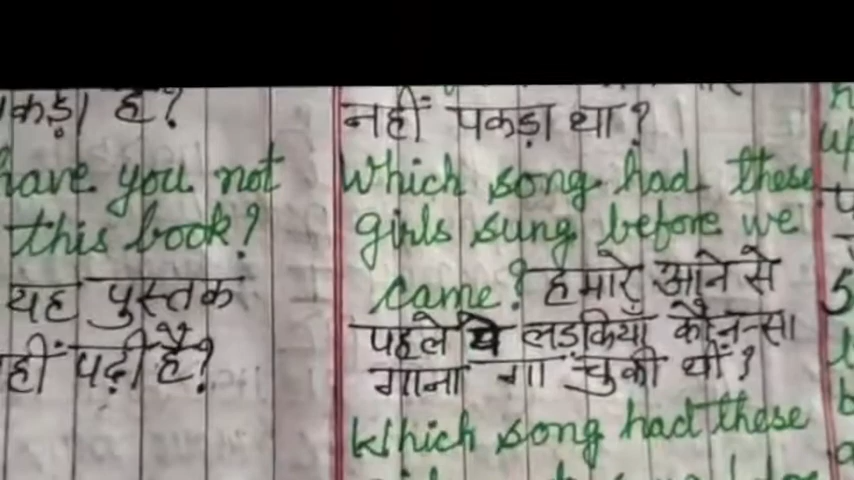 है?
have you not
this book?
यह पुस्तक
पढ़ी है?
नहीं पकड़ा था?
Which song had these
girls sung before we
came? हमारे आने से
पहले ये लड़कियाँ कौन-सा
गाना गा चुकी थीं?
Which song had these